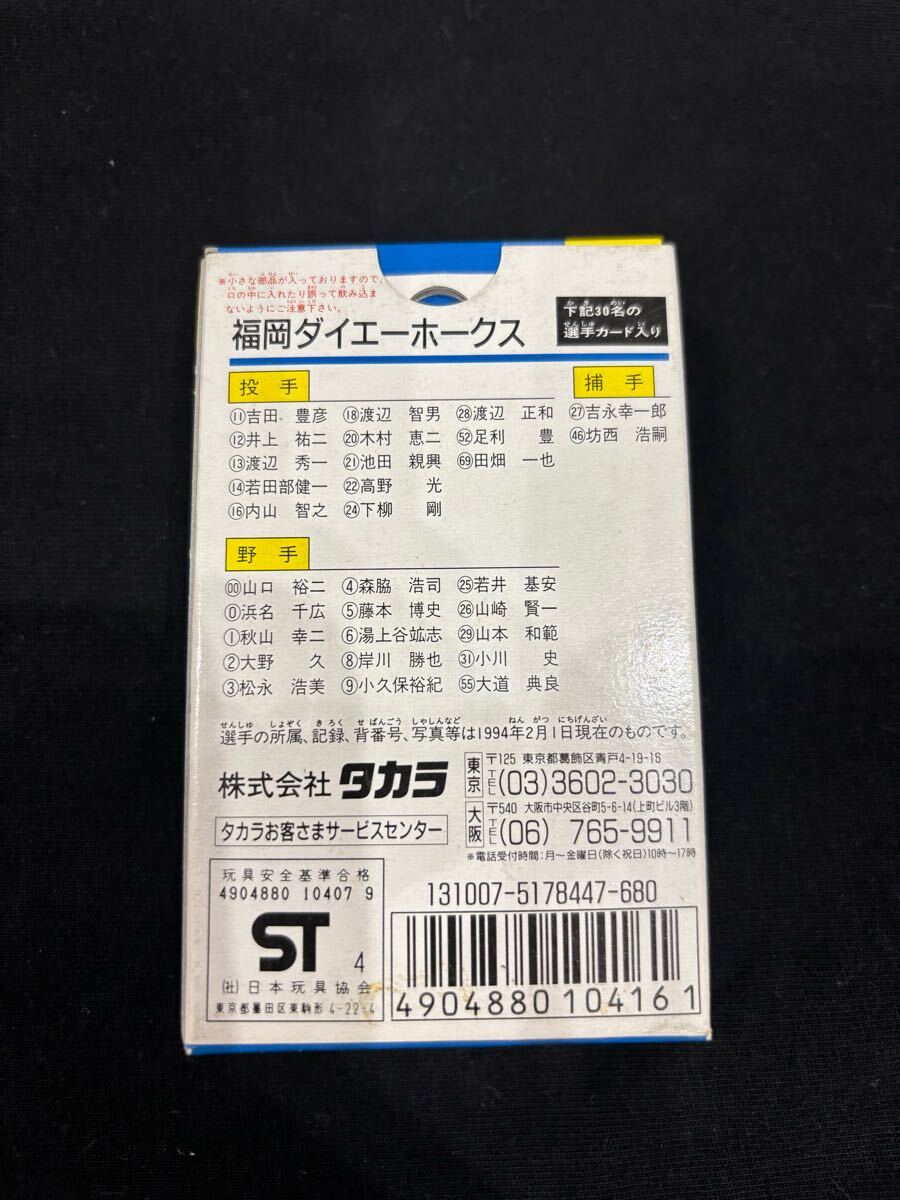 ※小さな部品が入っておりますので、
口の中に入れたり誤って飲み込ま
ないようにご注意下さい。
下記30名の
選手カード入り
福岡ダイエーホークス
投手
⑪吉田 豊彦 ⑱渡辺 智男 ㉘渡辺 正和
⑫井上 祐二 ⑳木村 恵二 52足利 豊
⑬渡辺 秀一 ㉑池田 親興 69田畑 一也
⑭若田部健一 ㉒高野 光
⑯内山 智之 ㉔下柳 剛
捕手
㉗吉永幸一郎
㊻坊西 浩嗣
野手
00山口 裕二 ④森脇 浩司 ㉕若井 基安
⓪浜名 千広 ⑤藤本 博史 ㉖山崎 賢一
①秋山 幸二 ⑥湯上谷竑志 ㉙山本 和範
②大野 久 ⑧岸川 勝也 ㉛小川 史
③松永 浩美 ⑨小久保裕紀 55大道 典良
選手の所属、記録、背番号、写真等は1994年2月1日現在のものです。
株式会社 タカラ
タカラお客さまサービスセンター
東京 〒125 東京都葛飾区青戸4-19-16
TEL (03)3602-3030
大阪 〒540 大阪市中央区谷町5-6-14(上町ビル3階)
TEL (06) 765-9911
※電話受付時間:月~金曜日(除く祝日)10時~17時
玩具安全基準合格
4904880 10407 9
ST 4
(社)日本玩具協会
東京都墨田区東駒形 4-22-4
131007-5178447-680
4904880104161